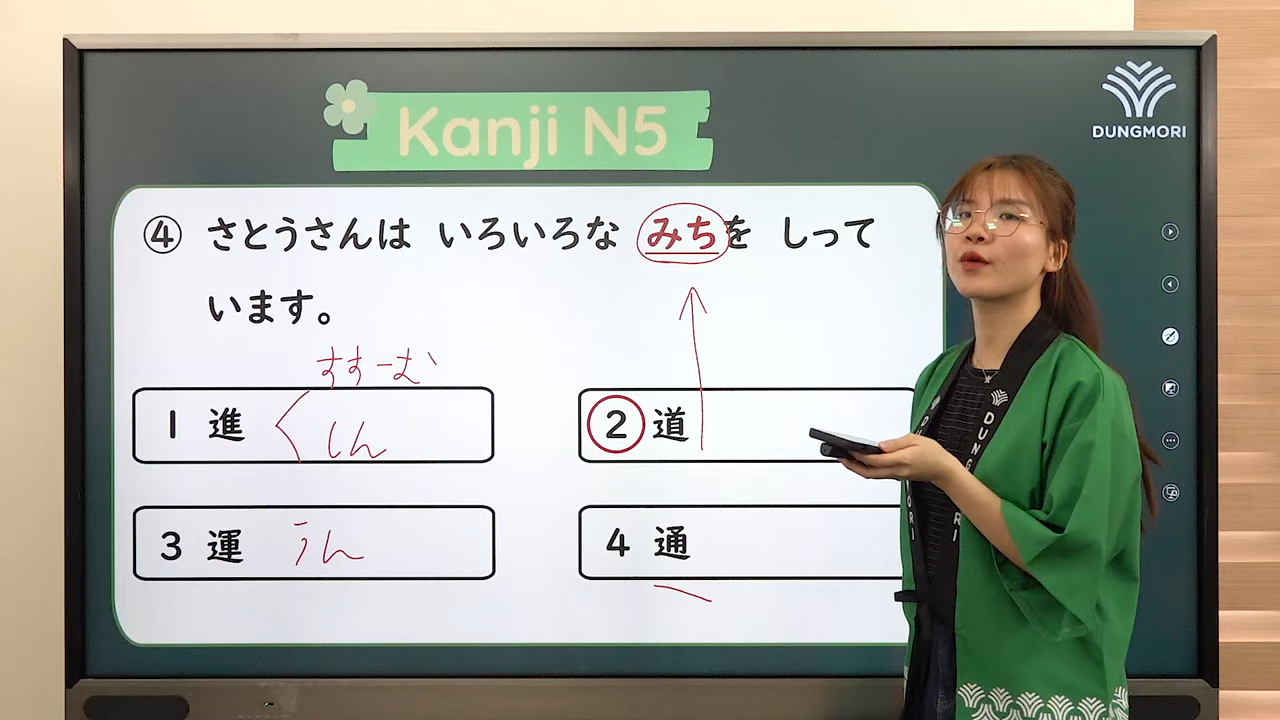 Kanji N5
DUNGMORI
④ さとうさんは いろいろな みちを しって
います。
すすーむ
1 進 しん
② 道
3 運 うん
4 通
DUNG